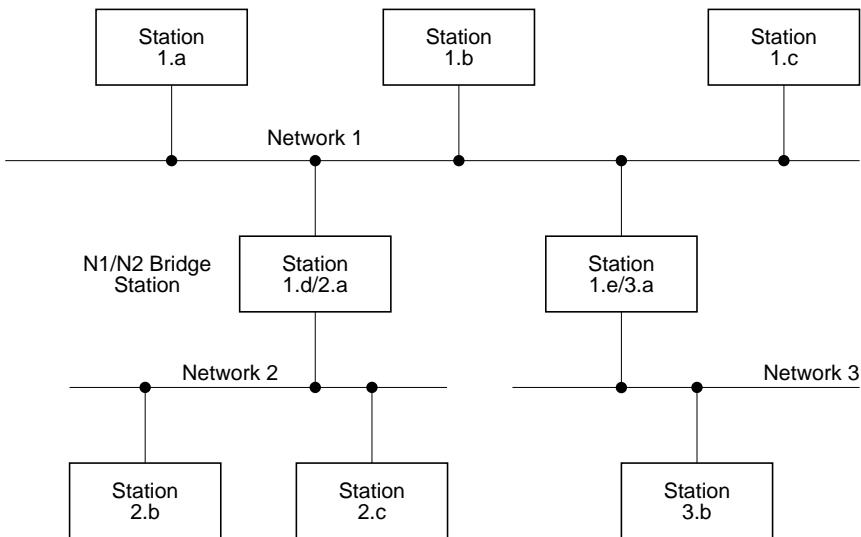 Station
1.a
Station
1.b
Station
1.c
Network 1
N1/N2 Bridge
Station
Station
1.d/2.a
Station
1.e/3.a
Network 2
Network 3
Station
2.b
Station
2.c
Station
3.b